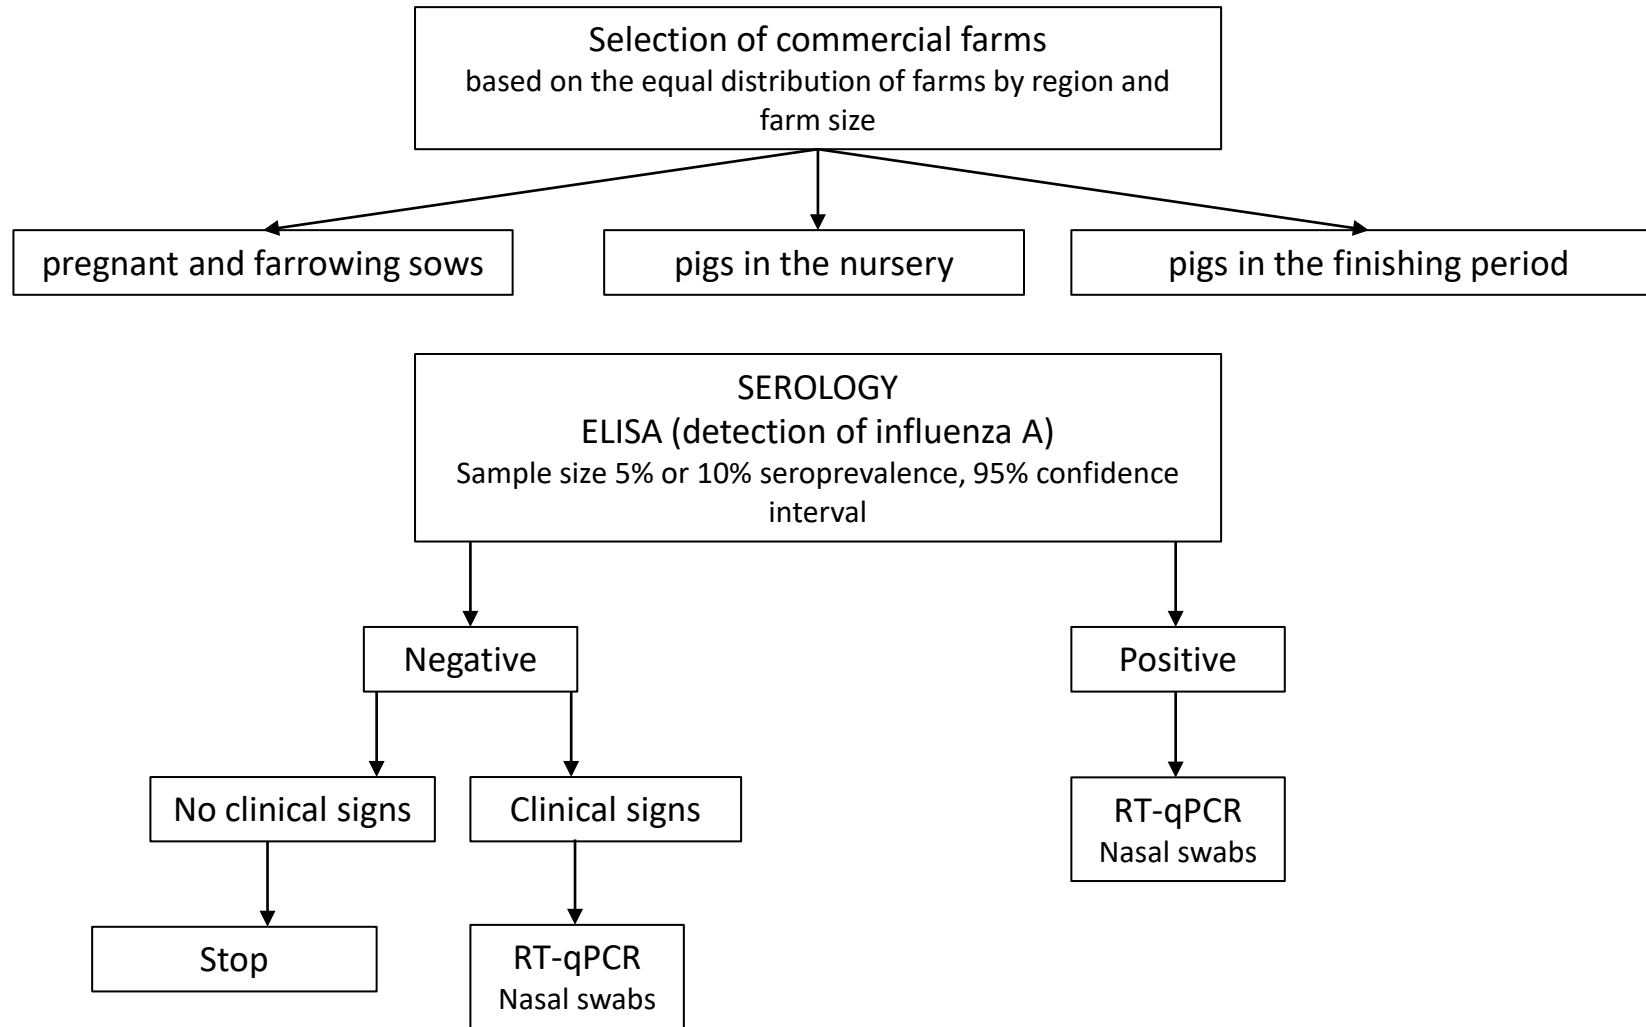 Selection of commercial farms
based on the equal distribution of farms by region and
farm size
pregnant and farrowing sows
pigs in the nursery
pigs in the finishing period
SEROLOGY
ELISA (detection of influenza A)
Sample size 5% or 10% seroprevalence, 95% confidence
interval
Negative
Positive
No clinical signs
Clinical signs
RT-qPCR
Nasal swabs
Stop
RT-qPCR
Nasal swabs